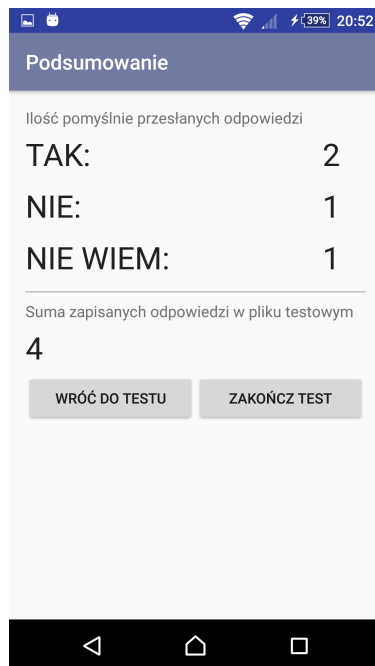 39% 20:52
Podsumowanie
Ilość pomyślnie przesłanych odpowiedzi
TAK: 2
NIE: 1
NIE WIEM: 1
Suma zapisanych odpowiedzi w pliku testowym
4
WRÓĆ DO TESTU ZAKOŃCZ TEST